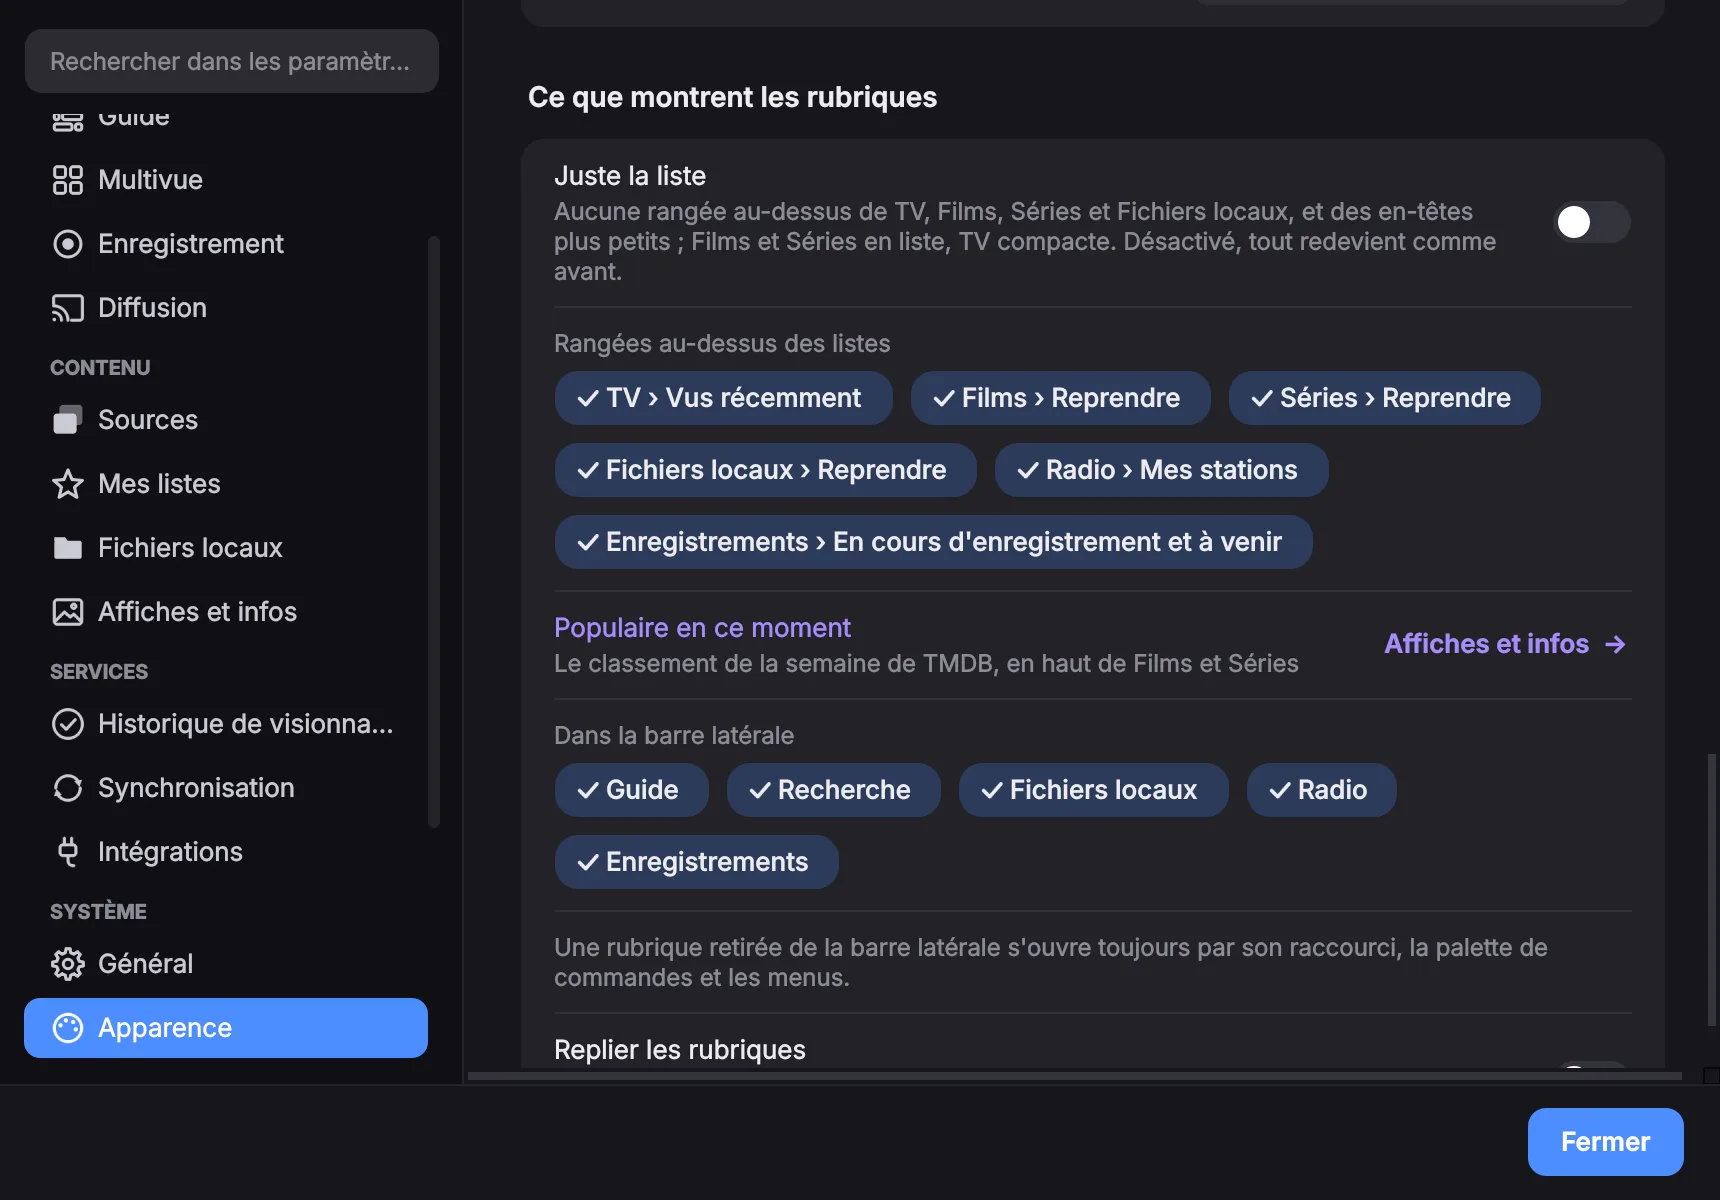 Rechercher dans les paramètr...
Guide
Multivue
Enregistrement
Diffusion
CONTENU
Sources
Mes listes
Fichiers locaux
Affiches et infos
SERVICES
Historique de visionna...
Synchronisation
Intégrations
SYSTÈME
Général
Apparence
Ce que montrent les rubriques
Juste la liste
Aucune rangée au-dessus de TV, Films, Séries et Fichiers locaux, et des en-têtes
plus petits ; Films et Séries en liste, TV compacte. Désactivé, tout redevient comme
avant.
Rangées au-dessus des listes
TV › Vus récemment
Films › Reprendre
Séries › Reprendre
Fichiers locaux › Reprendre
Radio › Mes stations
Enregistrements › En cours d'enregistrement et à venir
Populaire en ce moment
Le classement de la semaine de TMDB, en haut de Films et Séries
Affiches et infos →
Dans la barre latérale
Guide
Recherche
Fichiers locaux
Radio
Enregistrements
Une rubrique retirée de la barre latérale s'ouvre toujours par son raccourci, la palette de
commandes et les menus.
Replier les rubriques
Fermer